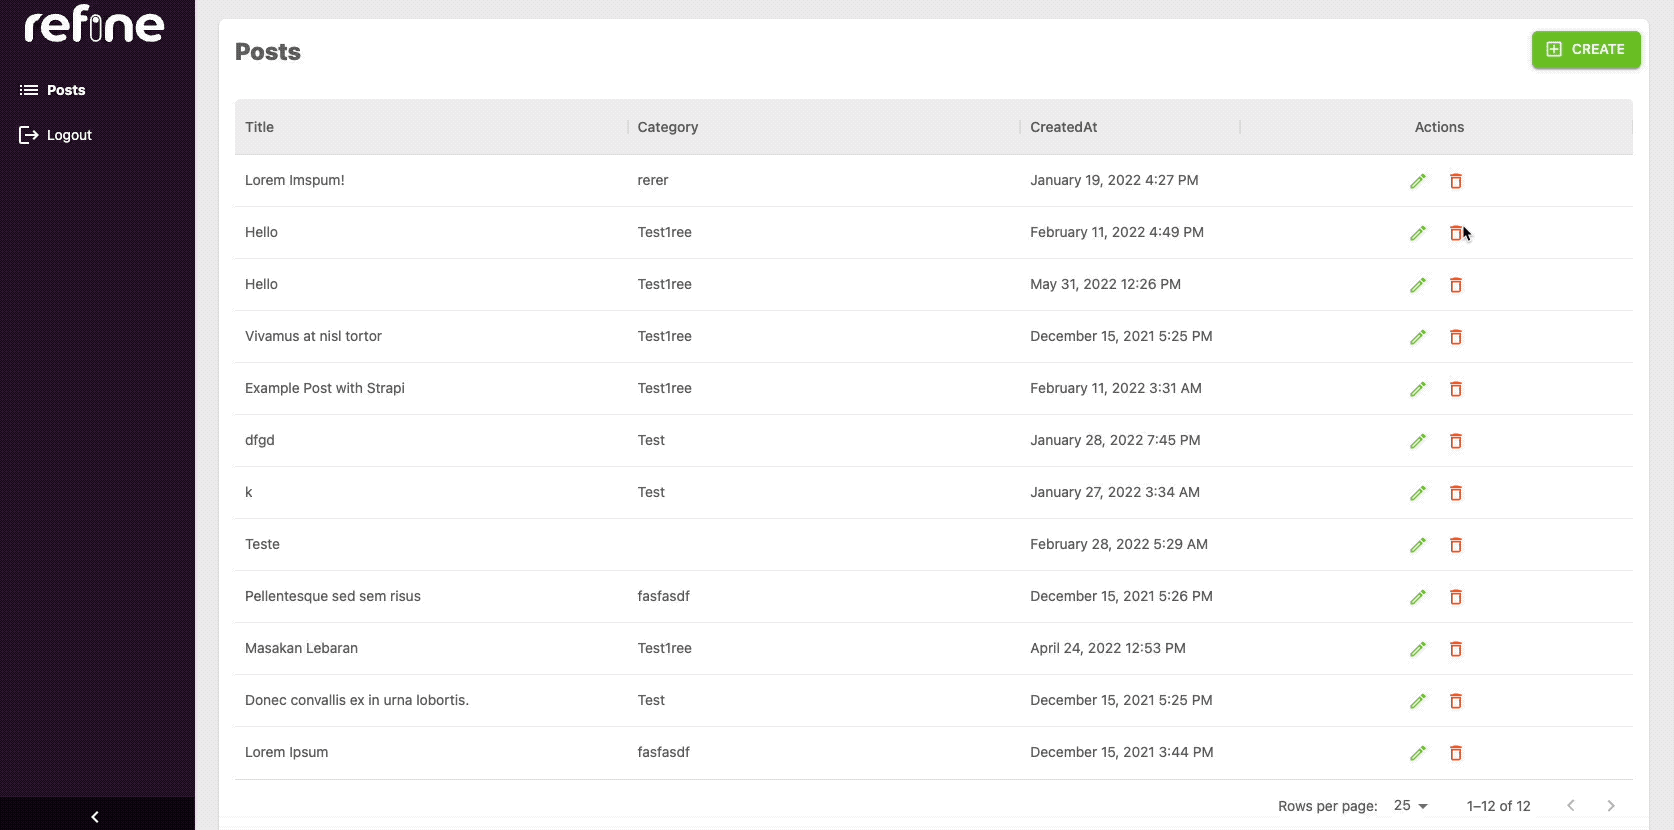 refine
Posts
Logout
Posts
CREATE
Title Category CreatedAt Actions
Lorem Imspum! rerer January 19, 2022 4:27 PM
Hello Test1ree February 11, 2022 4:49 PM
Hello Test1ree May 31, 2022 12:26 PM
Vivamus at nisl tortor Test1ree December 15, 2021 5:25 PM
Example Post with Strapi Test1ree February 11, 2022 3:31 AM
dfgd Test January 28, 2022 7:45 PM
k Test January 27, 2022 3:34 AM
Teste February 28, 2022 5:29 AM
Pellentesque sed sem risus fasfasdf December 15, 2021 5:26 PM
Masakan Lebaran Test1ree April 24, 2022 12:53 PM
Donec convallis ex in urna lobortis. Test December 15, 2021 5:25 PM
Lorem Ipsum fasfasdf December 15, 2021 3:44 PM
Rows per page: 25 1–12 of 12